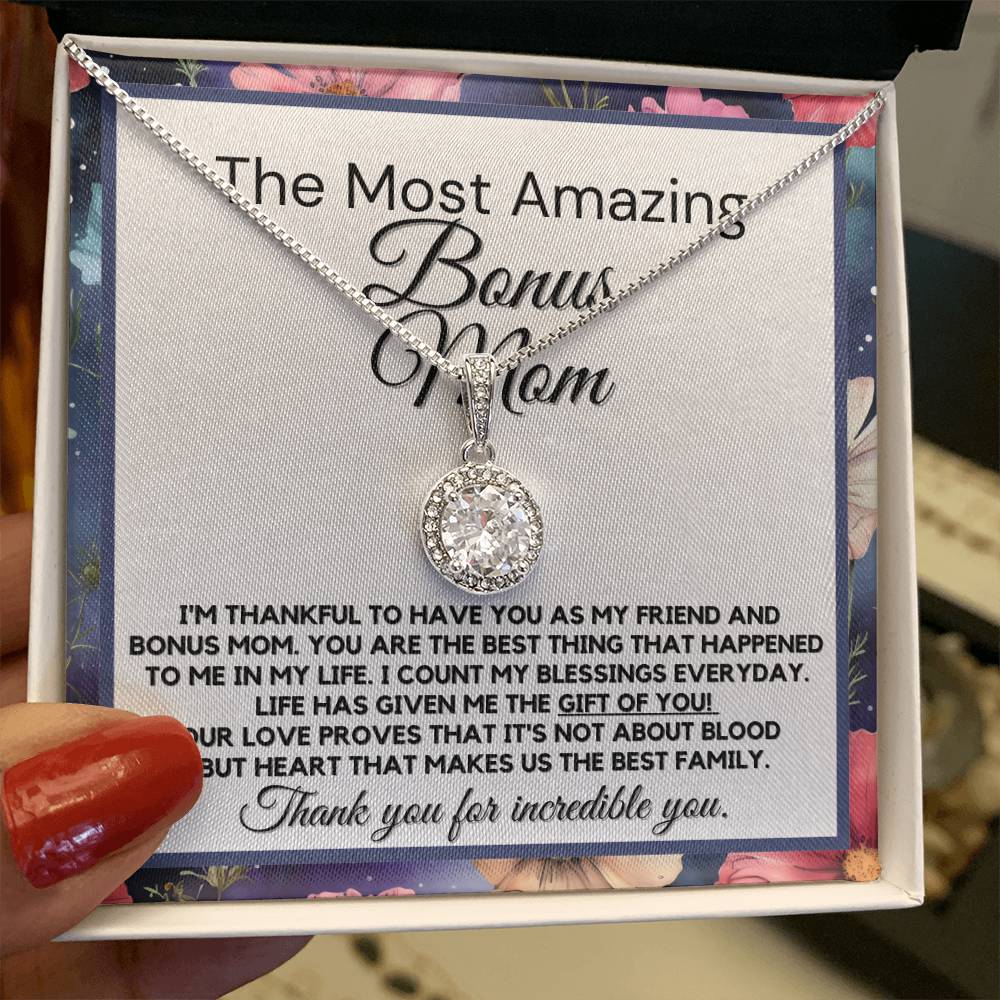 The Most Amazing
Bonus
Mom
I'M THANKFUL TO HAVE YOU AS MY FRIEND AND
BONUS MOM. YOU ARE THE BEST THING THAT HAPPENED
TO ME IN MY LIFE. I COUNT MY BLESSINGS EVERYDAY.
LIFE HAS GIVEN ME THE GIFT OF YOU!
OUR LOVE PROVES THAT IT'S NOT ABOUT BLOOD
BUT HEART THAT MAKES US THE BEST FAMILY.
Thank you for incredible you.